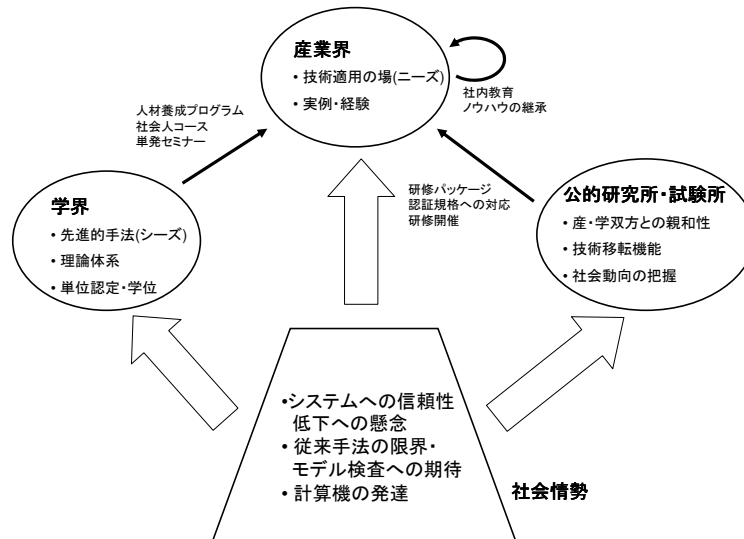 産業界
• 技術適用の場(ニーズ)
• 実例・経験
社内教育
ノウハウの継承
人材養成プログラム
社会人コース
単発セミナー
研修パッケージ
認証規格への対応
研修開催
学界
• 先進的手法(シーズ)
• 理論体系
• 単位認定・学位
公的研究所・試験所
• 産・学双方との親和性
• 技術移転機能
• 社会動向の把握
•システムへの信頼性
低下への懸念
• 従来手法の限界・
モデル検査への期待
• 計算機の発達
社会情勢